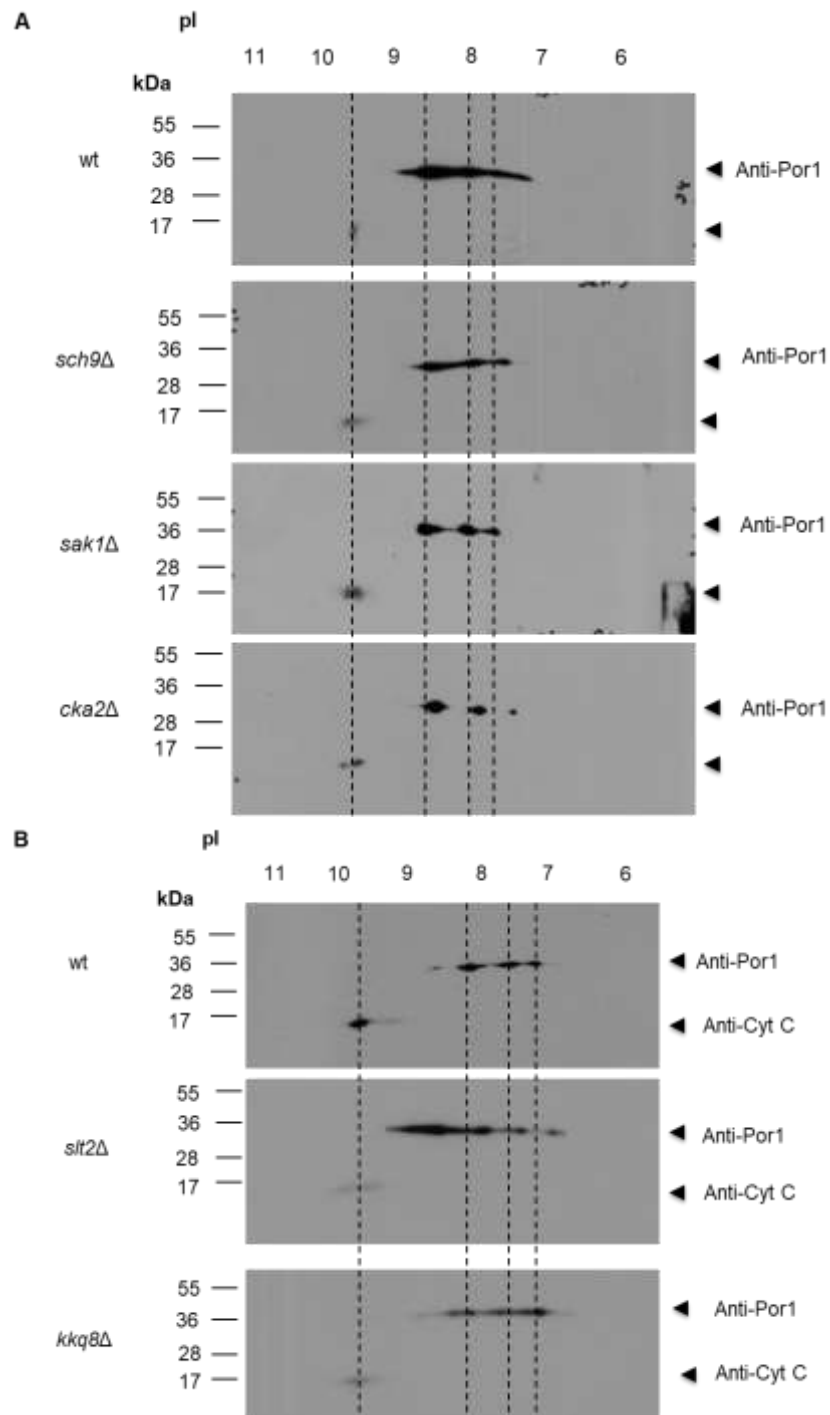 A
pI
11 10 9 8 7 6
kDa
wt
55
36 Anti-Por1
28
17
sch9Δ
55
36 Anti-Por1
28
17
sak1Δ
55
36 Anti-Por1
28
17
cka2Δ
55
36 Anti-Por1
28
17
B
pI
11 10 9 8 7 6
kDa
wt
55
36 Anti-Por1
28
17 Anti-Cyt C
slt2Δ
55
36 Anti-Por1
28
17 Anti-Cyt C
kkq8Δ
55
36 Anti-Por1
28
17 Anti-Cyt C